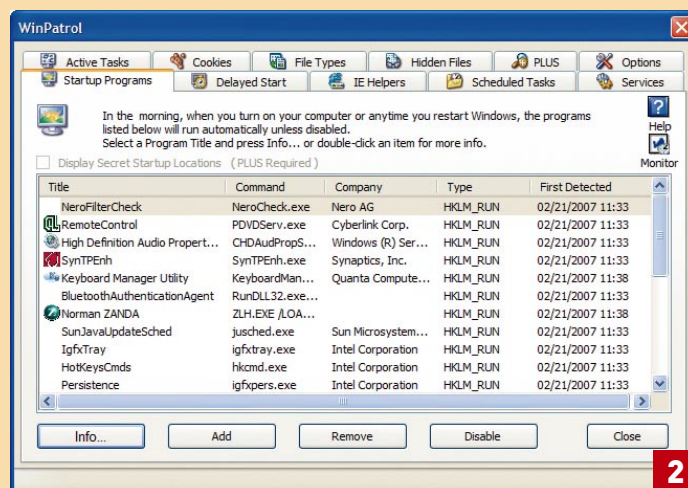 WinPatrol
Active Tasks Cookies File Types Hidden Files PLUS Options
Startup Programs Delayed Start IE Helpers Scheduled Tasks Services
In the morning, when you turn on your computer or anytime you restart Windows, the programs
listed below will run automatically unless disabled.
Select a Program Title and press Info... or double-click an item for more info.
Help
Monitor
Display Secret Startup Locations (PLUS Required )
Title Command Company Type First Detected
NeroFilterCheck NeroCheck.exe Nero AG HKLM_RUN 02/21/2007 11:33
RemoteControl PDVDServ.exe Cyberlink Corp. HKLM_RUN 02/21/2007 11:33
High Definition Audio Propert... CHDAudPropS... Windows (R) Ser... HKLM_RUN 02/21/2007 11:33
SynTPEnh SynTPEnh.exe Synaptics, Inc. HKLM_RUN 02/21/2007 11:33
Keyboard Manager Utility KeyboardMan... Quanta Compute... HKLM_RUN 02/21/2007 11:38
BluetoothAuthenticationAgent RunDLL32.exe... HKLM_RUN 02/21/2007 11:33
Norman ZANDA ZLH.EXE /LOA... HKLM_RUN 02/21/2007 11:38
SunJavaUpdateSched jusched.exe Sun Microsystem... HKLM_RUN 02/21/2007 11:33
IgfxTray igfxtray.exe Intel Corporation HKLM_RUN 02/21/2007 11:33
HotKeysCmds hkcmd.exe Intel Corporation HKLM_RUN 02/21/2007 11:33
Persistence igfxpers.exe Intel Corporation HKLM_RUN 02/21/2007 11:33
Info... Add Remove Disable Close
2